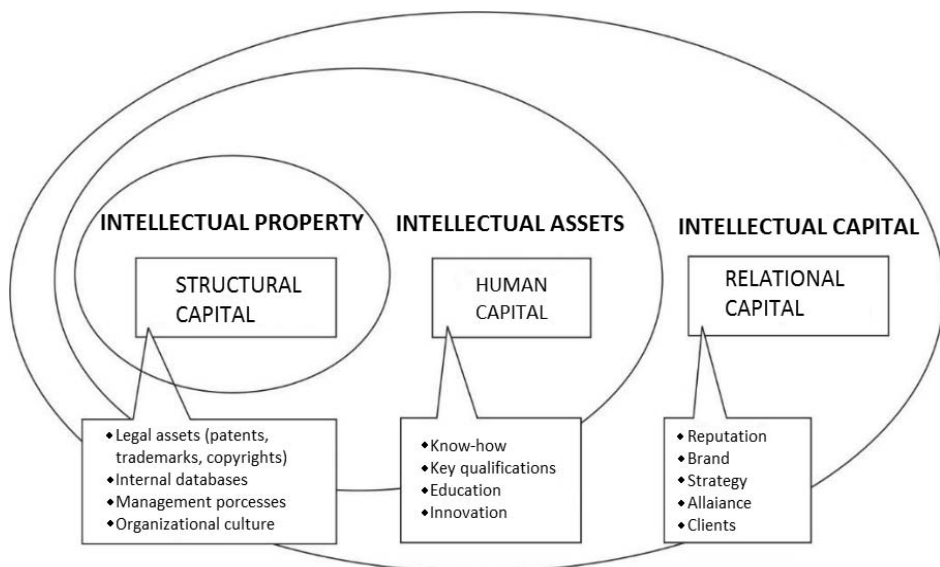 INTELLECTUAL PROPERTY
STRUCTURAL
CAPITAL
◆Legal assets (patents,
trademarks, copyrights)
◆Internal databases
◆Management porcesses
◆Organizational culture
INTELLECTUAL ASSETS
HUMAN
CAPITAL
◆Know-how
◆Key qualifications
◆Education
◆Innovation
INTELLECTUAL CAPITAL
RELATIONAL
CAPITAL
◆Reputation
◆Brand
◆Strategy
◆Allaiance
◆Clients